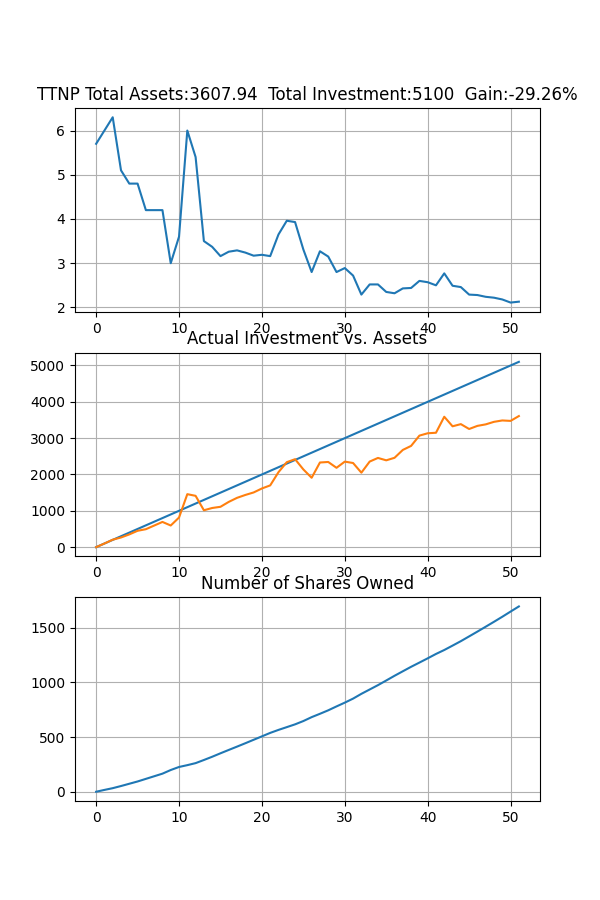 TTNP Total Assets:3607.94  Total Investment:5100  Gain:-29.26%
6
5
4
3
2
0 10 20 30 40 50
Actual Investment vs. Assets
5000
4000
3000
2000
1000
0
0 10 20 30 40 50
Number of Shares Owned
1500
1000
500
0
0 10 20 30 40 50